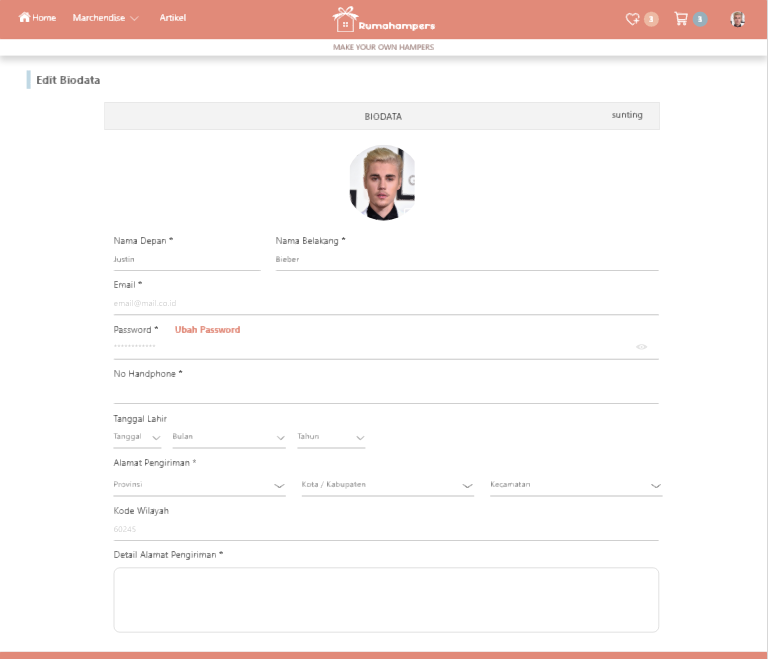 Home Marchendise Artikel Rumahampers 3 3
MAKE YOUR OWN HAMPERS
Edit Biodata
BIODATA sunting
Nama Depan * Nama Belakang *
Justin Bieber
Email *
email@mail.co.id
Password * Ubah Password
************
No Handphone *
Tanggal Lahir
Tanggal Bulan Tahun
Alamat Pengiriman *
Provinsi Kota / Kabupaten Kecamatan
Kode Wilayah
60245
Detail Alamat Pengiriman *